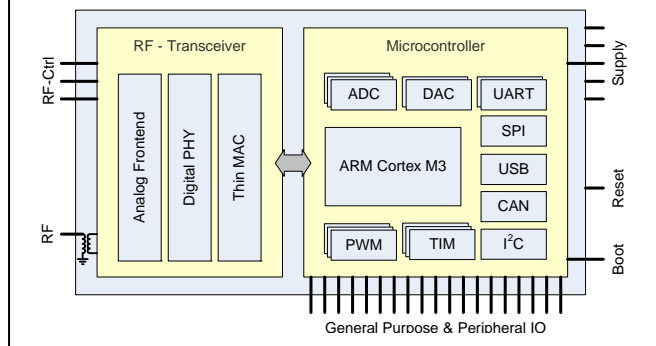 RF - Transceiver
Microcontroller
RF-Ctrl
RF
Analog Frontend
Digital PHY
Thin MAC
ADC
DAC
UART
SPI
ARM Cortex M3
USB
CAN
PWM
TIM
I²C
Supply
Reset
Boot
General Purpose & Peripheral IO